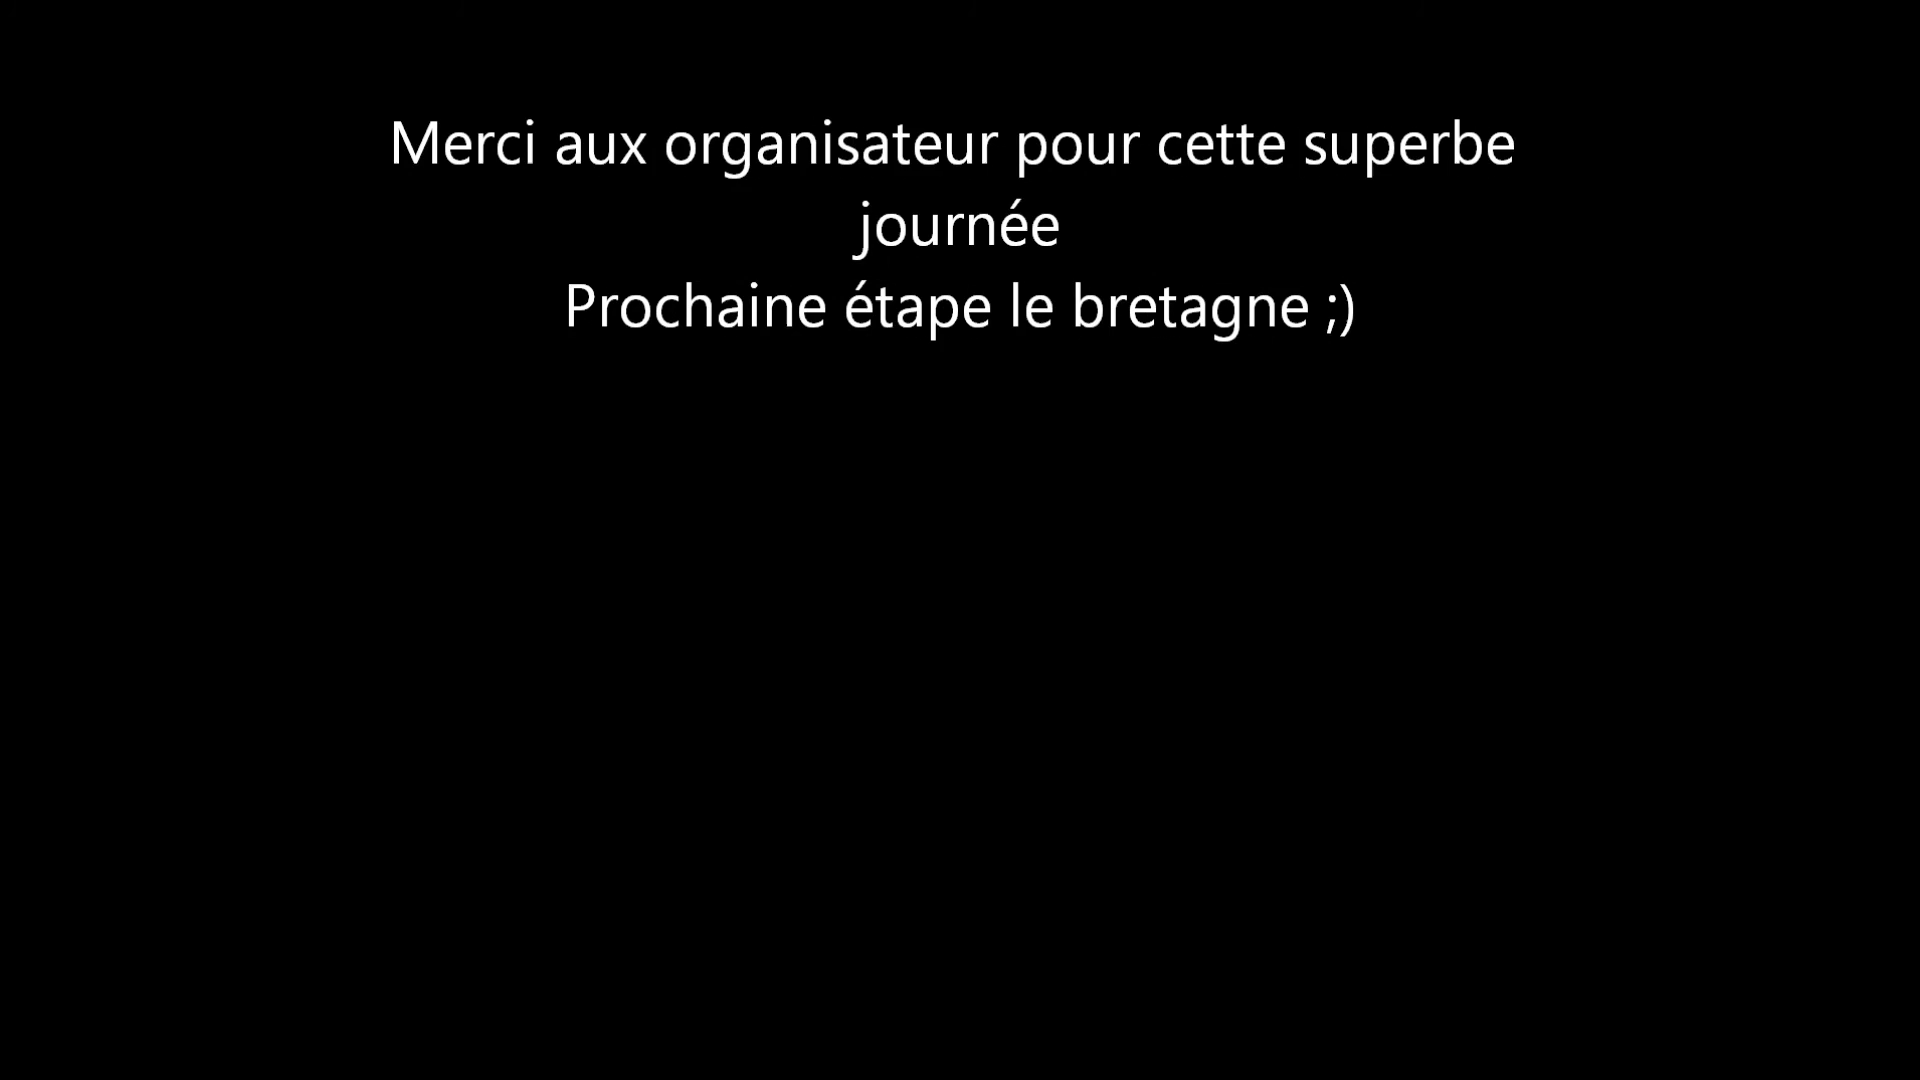 Merci aux organisateur pour cette superbe
journée
Prochaine étape le bretagne ;)